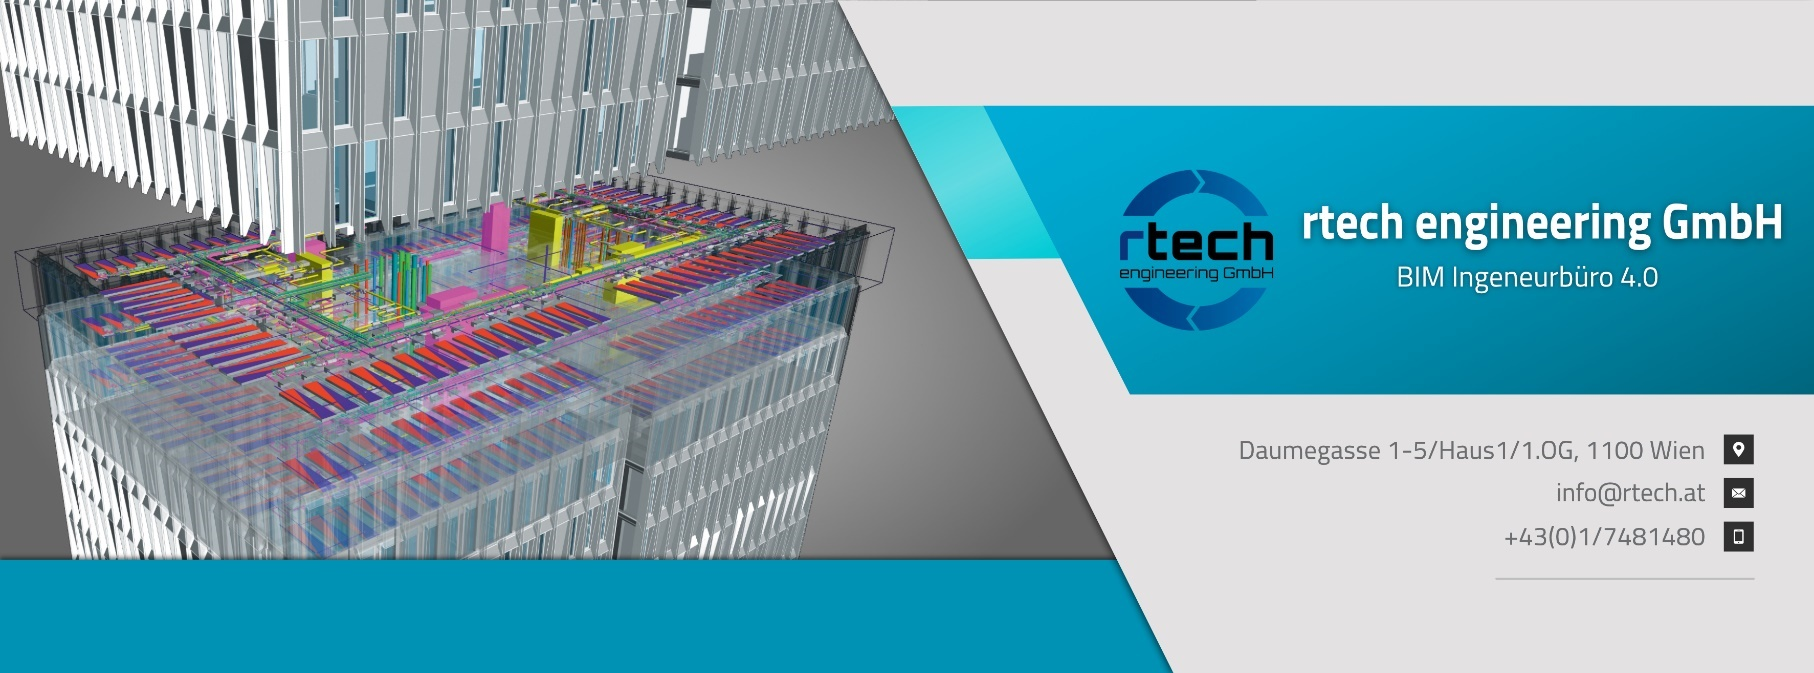 rtech
engineering GmbH
rtech engineering GmbH
BIM Ingeneurbüro 4.0
Daumegasse 1-5/Haus1/1.OG, 1100 Wien
info@rtech.at
+43(0)1/7481480